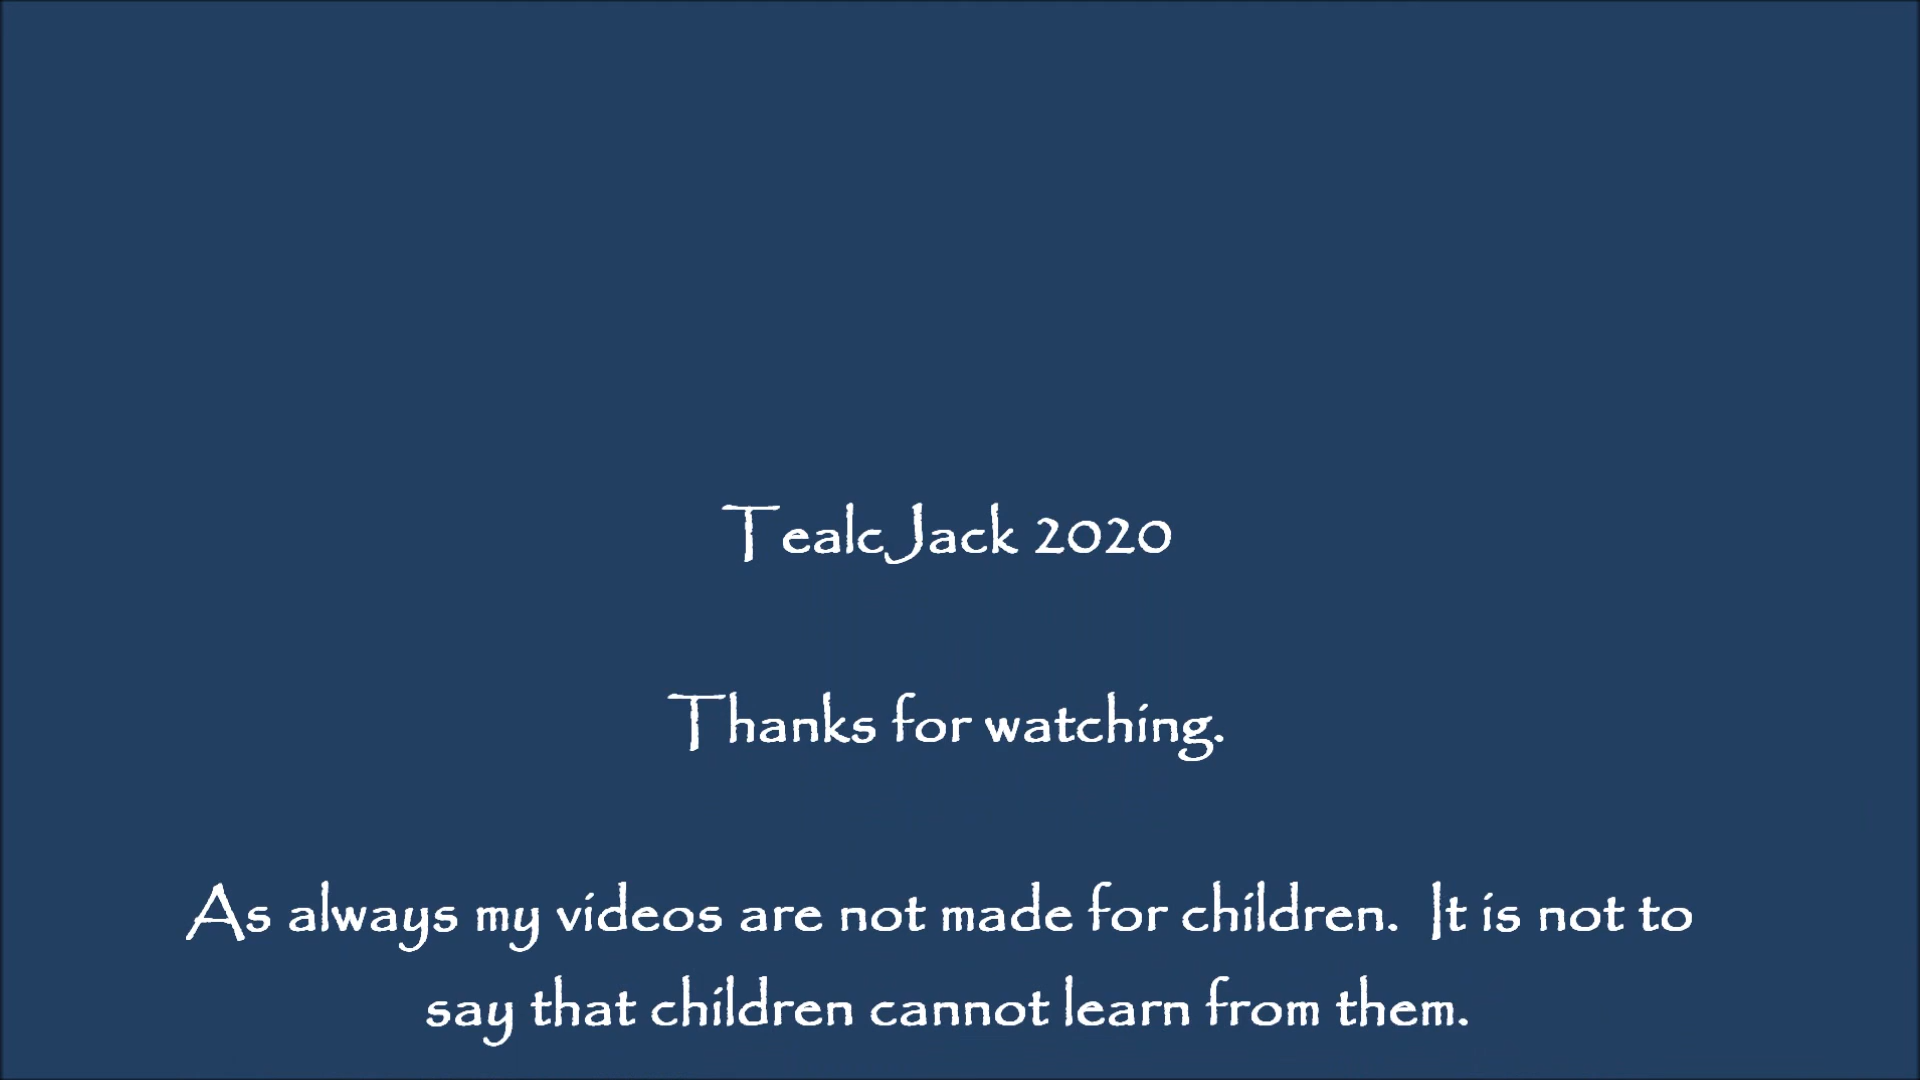 TealcJack 2020
Thanks for watching.
As always my videos are not made for children.  It is not to
say that children cannot learn from them.